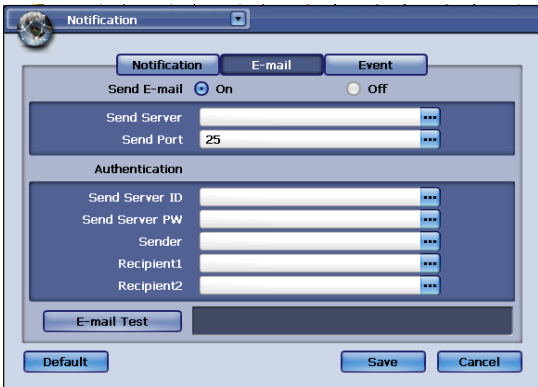 Notification
Notification E-mail Event
Send E-mail On Off
Send Server
Send Port 25
Authentication
Send Server ID
Send Server PW
Sender
Recipient1
Recipient2
E-mail Test
Default Save Cancel